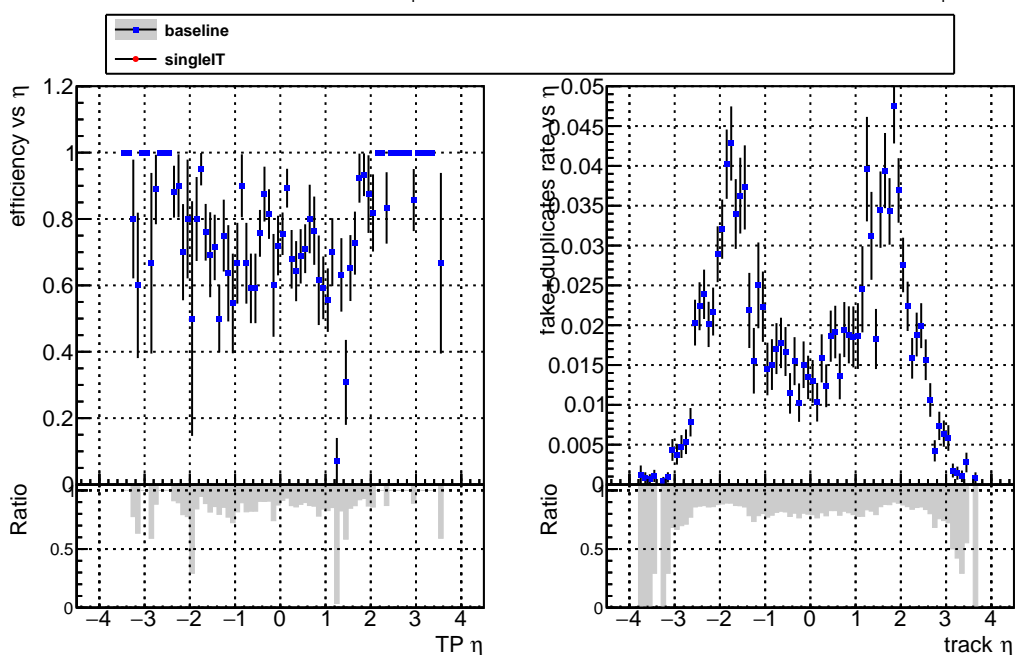 baseline
singleIT
efficiency vs η
1.2
1
0.8
0.6
0.4
0.2
0
Ratio
1
0.5
0
−4 −3 −2 −1 0 1 2 3 4
TP η
fake+duplicates rate vs η
0.05
0.045
0.04
0.035
0.03
0.025
0.02
0.015
0.01
0.005
0
Ratio
1
0.5
0
−4 −3 −2 −1 0 1 2 3 4
track η